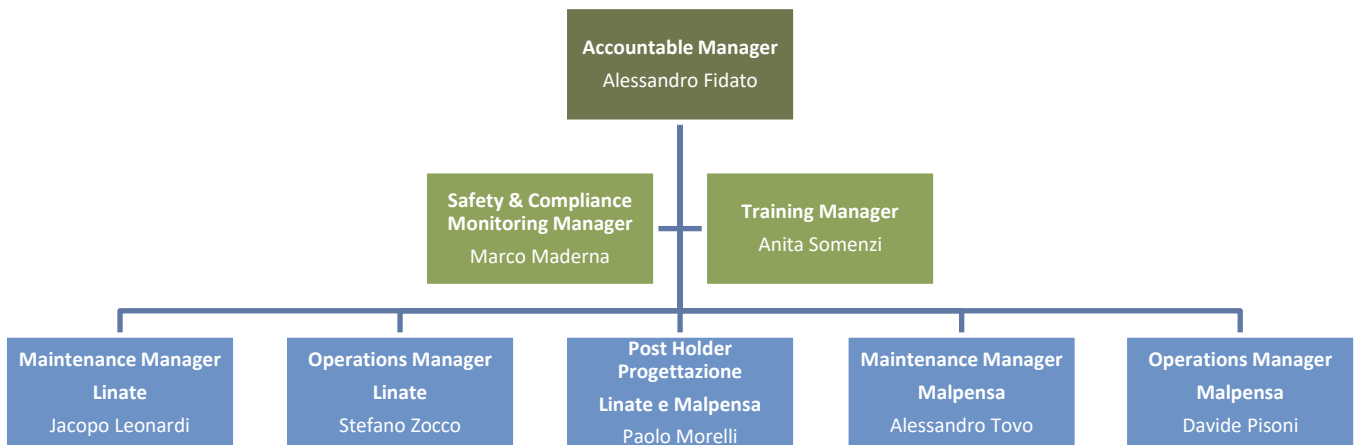 Accountable Manager
Alessandro Fidato
Safety & Compliance
Monitoring Manager
Marco Maderna
Training Manager
Anita Somenzi
Maintenance Manager
Linate
Jacopo Leonardi
Operations Manager
Linate
Stefano Zocco
Post Holder
Progettazione
Linate e Malpensa
Paolo Morelli
Maintenance Manager
Malpensa
Alessandro Tovo
Operations Manager
Malpensa
Davide Pisoni